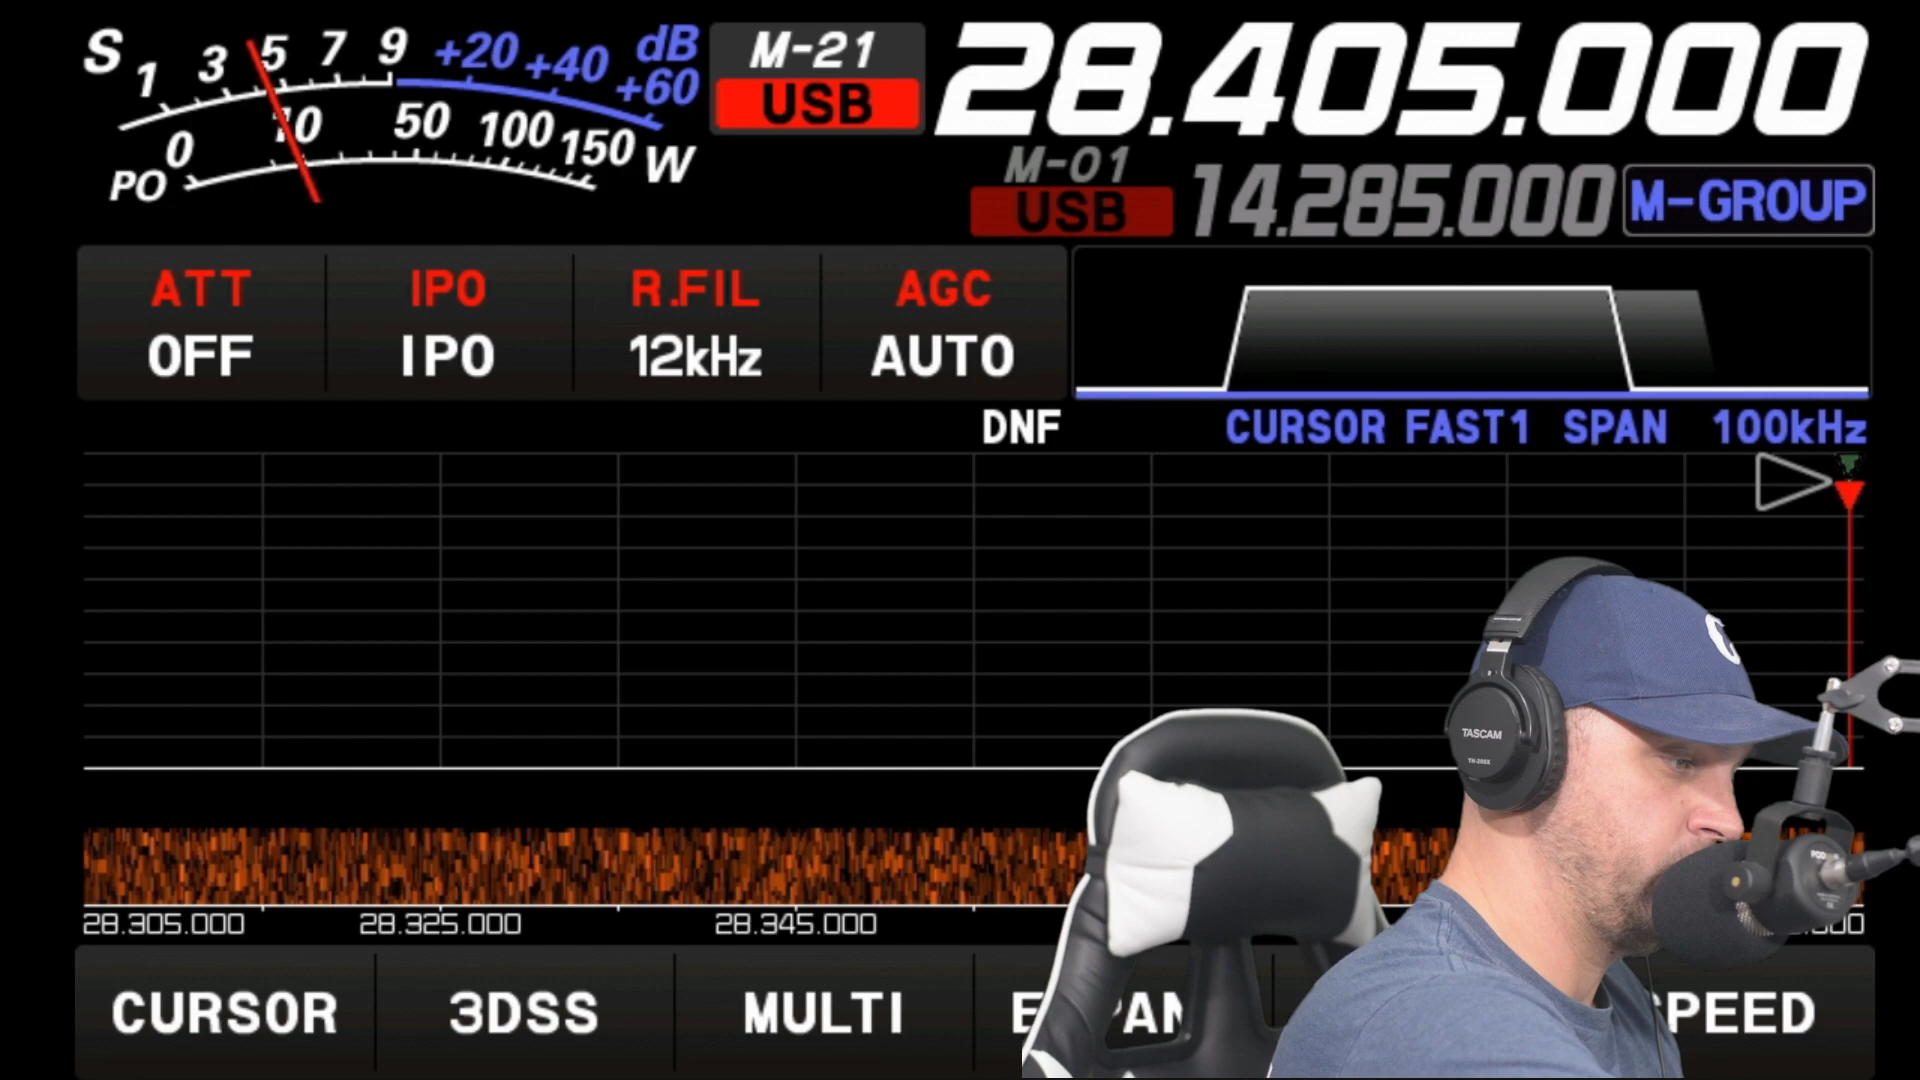 S 1 3 5 7 9 +20 +40 +60 dB
PO 0 10 50 100 150 W
M-21
USB
28.405.000
M-01
USB
14.285.000
M-GROUP
ATT IPO R.FIL AGC
OFF IPO 12kHz AUTO
DNF CURSOR FAST1 SPAN 100kHz
TASCAM
28.305.000 28.325.000 28.345.000
CURSOR 3DSS MULTI PEED